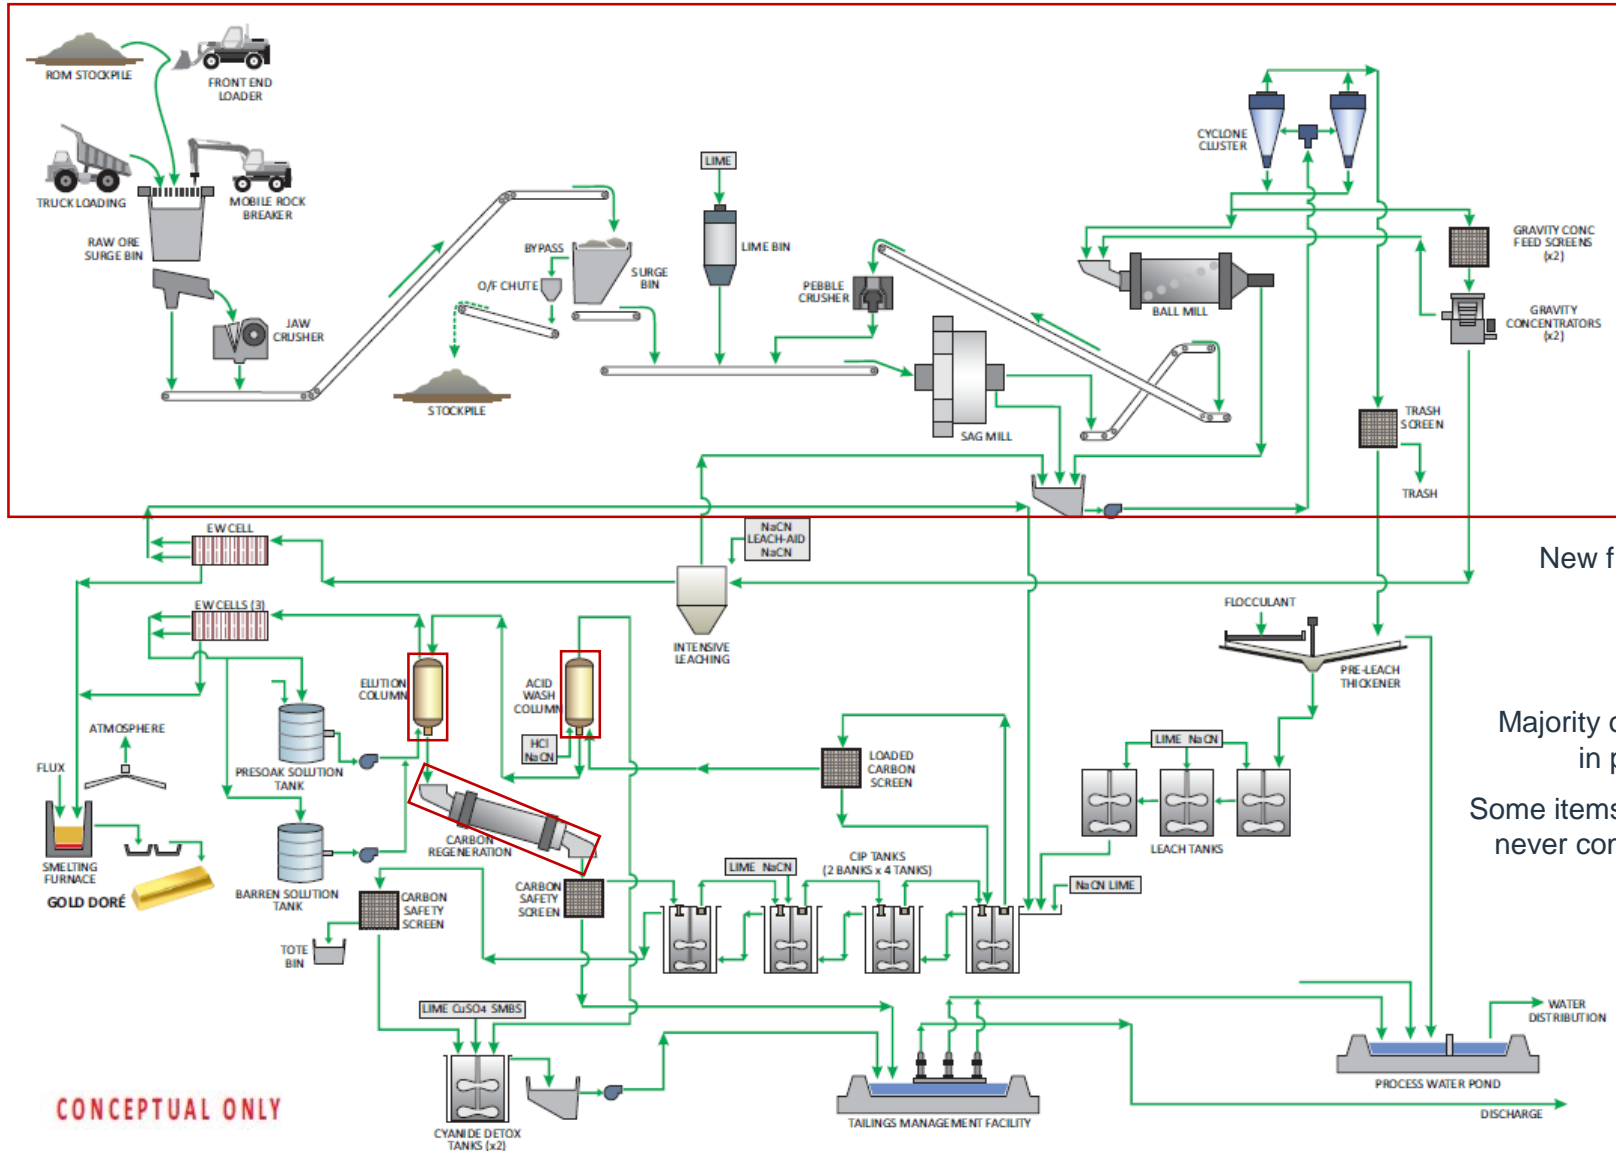 ROM STOCKPILE
FRONT END
LOADER
TRUCK LOADING
MOBILE ROCK
BREAKER
RAW ORE
SURGE BIN
JAW
CRUSHER
BYPASS
O/F CHUTE
SURGE
BIN
STOCKPILE
LIME
LIME BIN
PEBBLE
CRUSHER
SAG MILL
CYCLONE
CLUSTER
BALL MILL
GRAVITY CONC
FEED SCREENS
(x2)
GRAVITY
CONCENTRATORS
(x2)
TRASH
SCREEN
TRASH
EW CELL
NaCN
LEACH-AID
NaCN
New f
EW CELLS (3)
INTENSIVE
LEACHING
FLOCCULANT
PRE-LEACH
THICKENER
ELUTION
COLUMN
ACID
WASH
COLUMN
HCl
NaCN
ATMOSPHERE
FLUX
PRESOAK SOLUTION
TANK
LOADED
CARBON
SCREEN
LIME NaCN
LEACH TANKS
Majority o
in p
Some items
never con
SMELTING
FURNACE
GOLD DORÉ
BARREN SOLUTION
TANK
CARBON
REGENERATION
CARBON
SAFETY
SCREEN
TOTE
BIN
CARBON
SAFETY
SCREEN
LIME NaCN
CIP TANKS
(2 BANKS x 4 TANKS)
NaCN LIME
LIME CuSO4 SMBS
CYANIDE DETOX
TANKS (x2)
TAILINGS MANAGEMENT FACILITY
WATER
DISTRIBUTION
PROCESS WATER POND
DISCHARGE
CONCEPTUAL ONLY